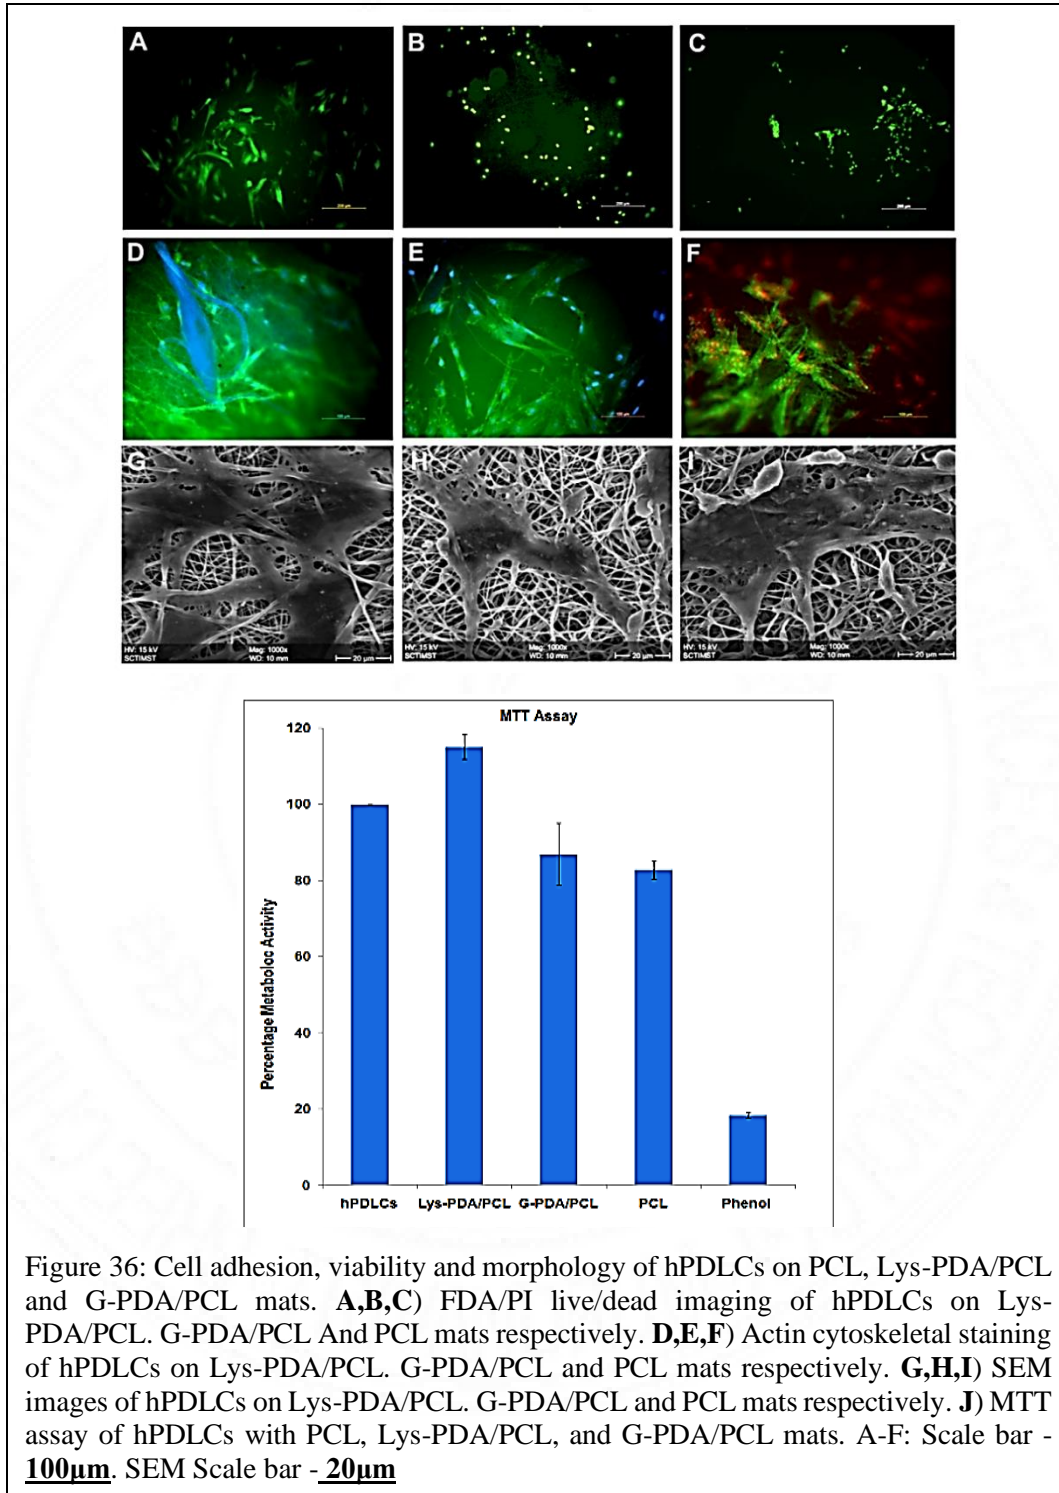 A
B
C
D
E
F
G
H
I
HV: 15 kV Mag: 1000x
SCTIMST WD: 10 mm 20 µm
HV: 15 kV Mag: 1000x
SCTIMST WD: 10 mm 20 µm
HV: 15 kV Mag: 1000x
SCTIMST WD: 10 mm 20 µm
MTT Assay
Percentage Metaboloc Activity
120
100
80
60
40
20
0
hPDLCs Lys-PDA/PCL G-PDA/PCL PCL Phenol
Figure 36: Cell adhesion, viability and morphology of hPDLCs on PCL, Lys-PDA/PCL
and G-PDA/PCL mats. A,B,C) FDA/PI live/dead imaging of hPDLCs on Lys-
PDA/PCL. G-PDA/PCL And PCL mats respectively. D,E,F) Actin cytoskeletal staining
of hPDLCs on Lys-PDA/PCL. G-PDA/PCL and PCL mats respectively. G,H,I) SEM
images of hPDLCs on Lys-PDA/PCL. G-PDA/PCL and PCL mats respectively. J) MTT
assay of hPDLCs with PCL, Lys-PDA/PCL, and G-PDA/PCL mats. A-F: Scale bar -
100µm. SEM Scale bar - 20µm